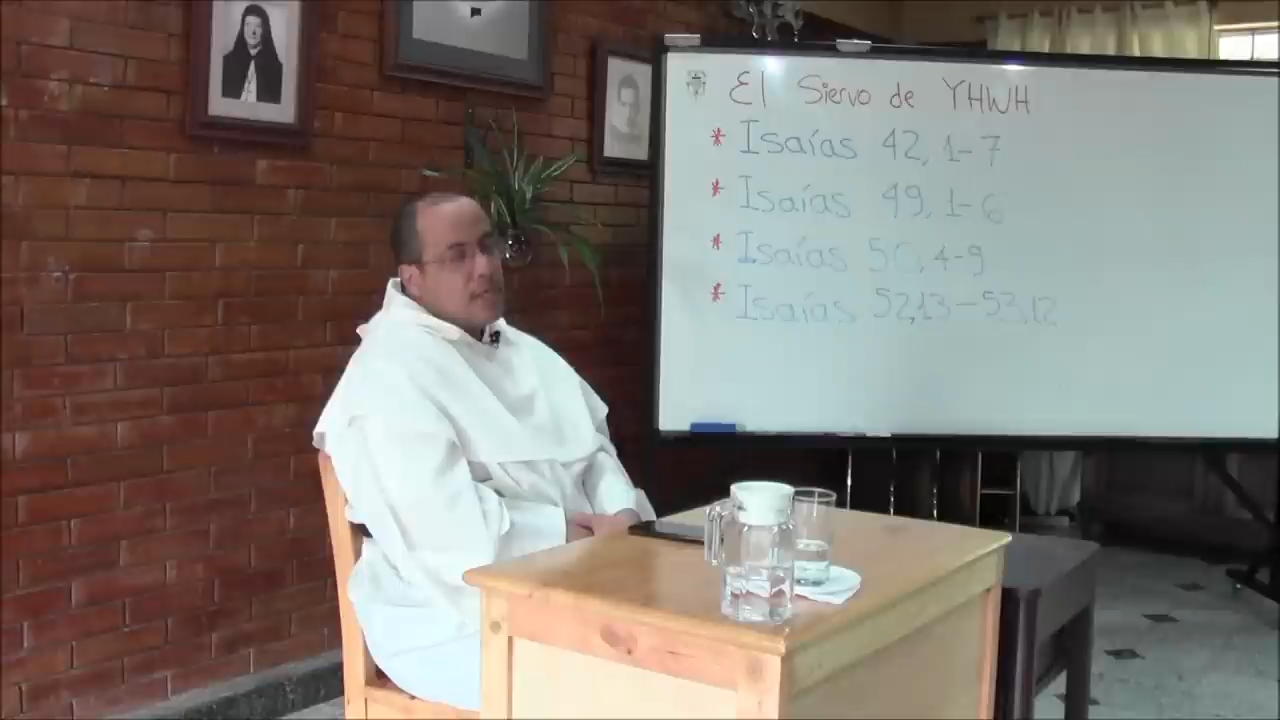 El Siervo de YHWH
* Isaías 42, 1-7
* Isaías 49, 1-6
* Isaías 50, 4-9
* Isaías 52,13-53,12